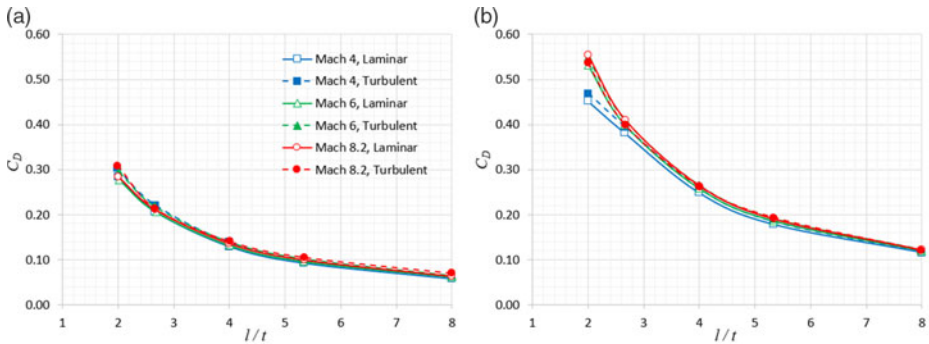 (a)
0.60
0.50
0.40
0.30
0.20
0.10
0.00
C_D
1 2 3 4 5 6 7 8
l / t
Mach 4, Laminar
Mach 4, Turbulent
Mach 6, Laminar
Mach 6, Turbulent
Mach 8.2, Laminar
Mach 8.2, Turbulent
(b)
0.60
0.50
0.40
0.30
0.20
0.10
0.00
C_D
1 2 3 4 5 6 7 8
l / t